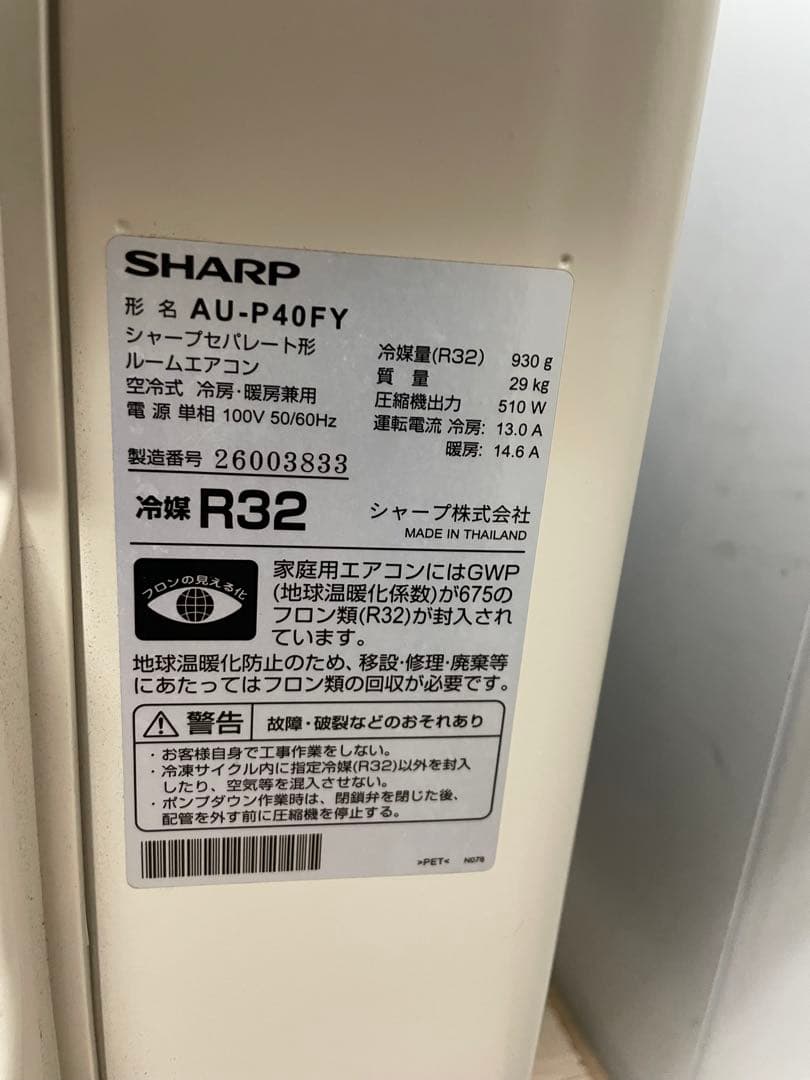 SHARP
形 名 AU-P40FY
シャープセパレート形
ルームエアコン
空冷式 冷房・暖房兼用
電 源 単相 100V 50/60Hz
冷媒量(R32) 930 g
質 量 29 kg
圧縮機出力 510 W
運転電流 冷房: 13.0 A
暖房: 14.6 A
製造番号 26003833
冷媒 R32
シャープ株式会社
MADE IN THAILAND
フロンの見える化
家庭用エアコンにはGWP
(地球温暖化係数)が675の
フロン類(R32)が封入され
ています。
地球温暖化防止のため、移設・修理・廃棄等
にあたってはフロン類の回収が必要です。
警告 故障・破裂などのおそれあり
・お客様自身で工事作業をしない。
・冷凍サイクル内に指定冷媒(R32)以外を封入
したり、空気等を混入させない。
・ポンプダウン作業時は、閉鎖弁を閉じた後、
配管を外す前に圧縮機を停止する。
>PET< N076